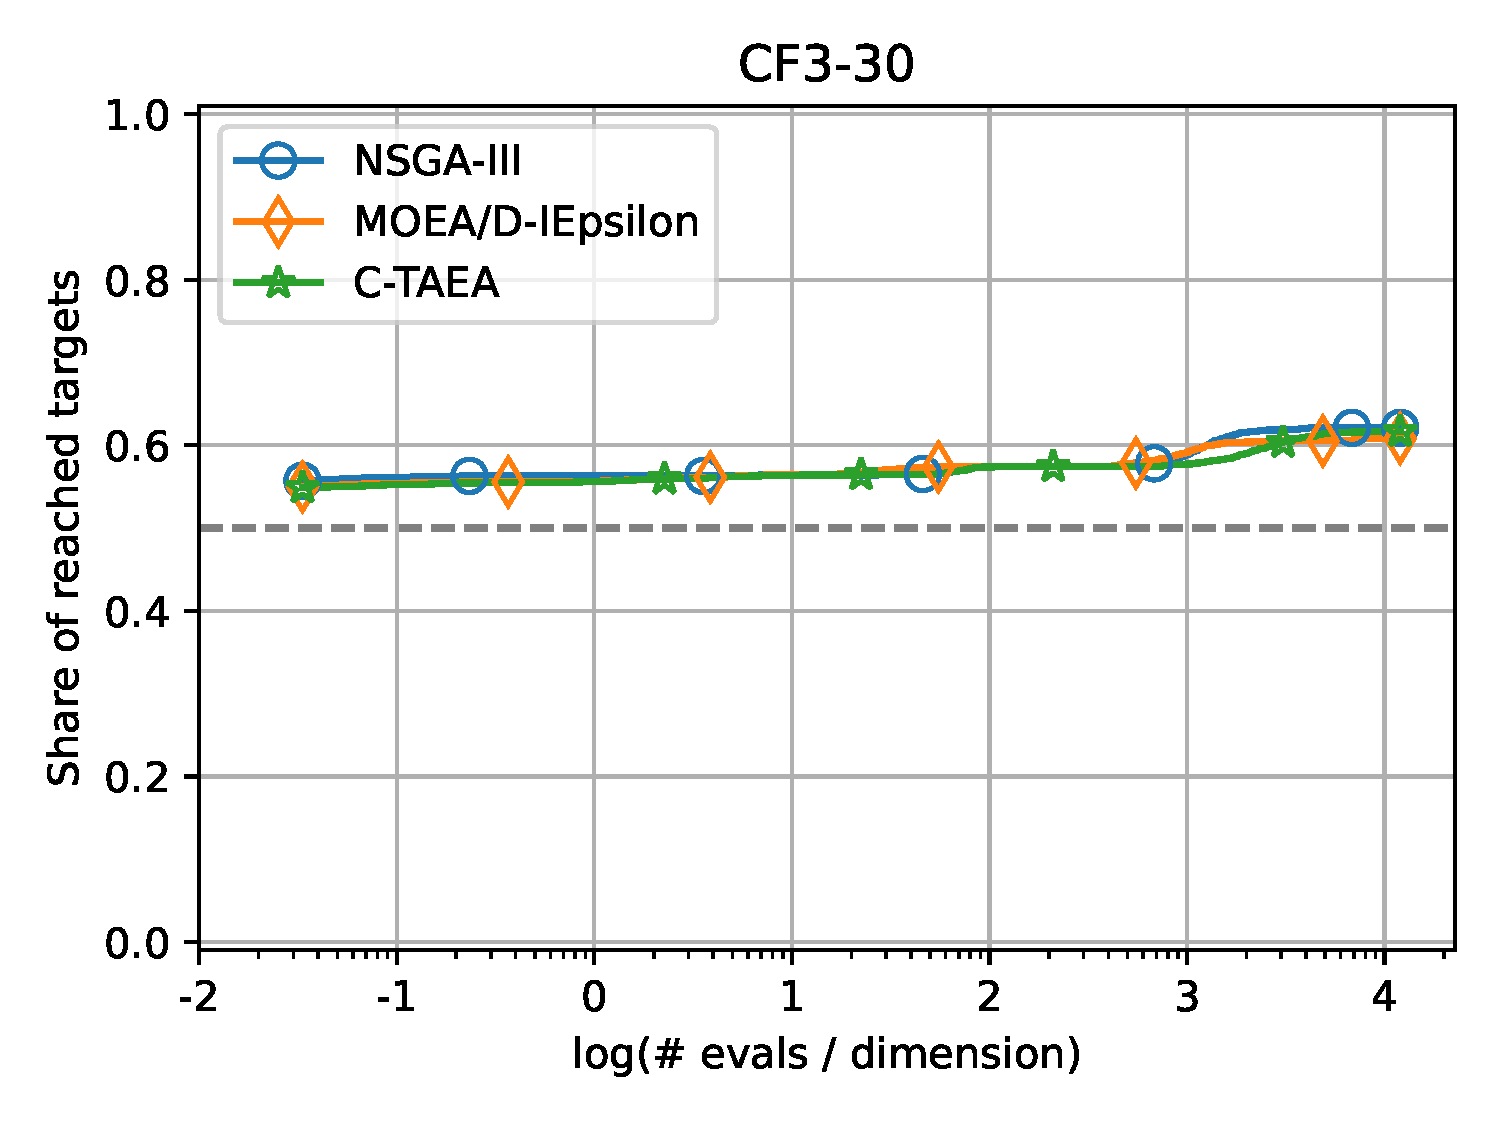 CF3-30
1.0
0.8
0.6
0.4
0.2
0.0
Share of reached targets
NSGA-III
MOEA/D-IEpsilon
C-TAEA
-2 -1 0 1 2 3 4
log(# evals / dimension)